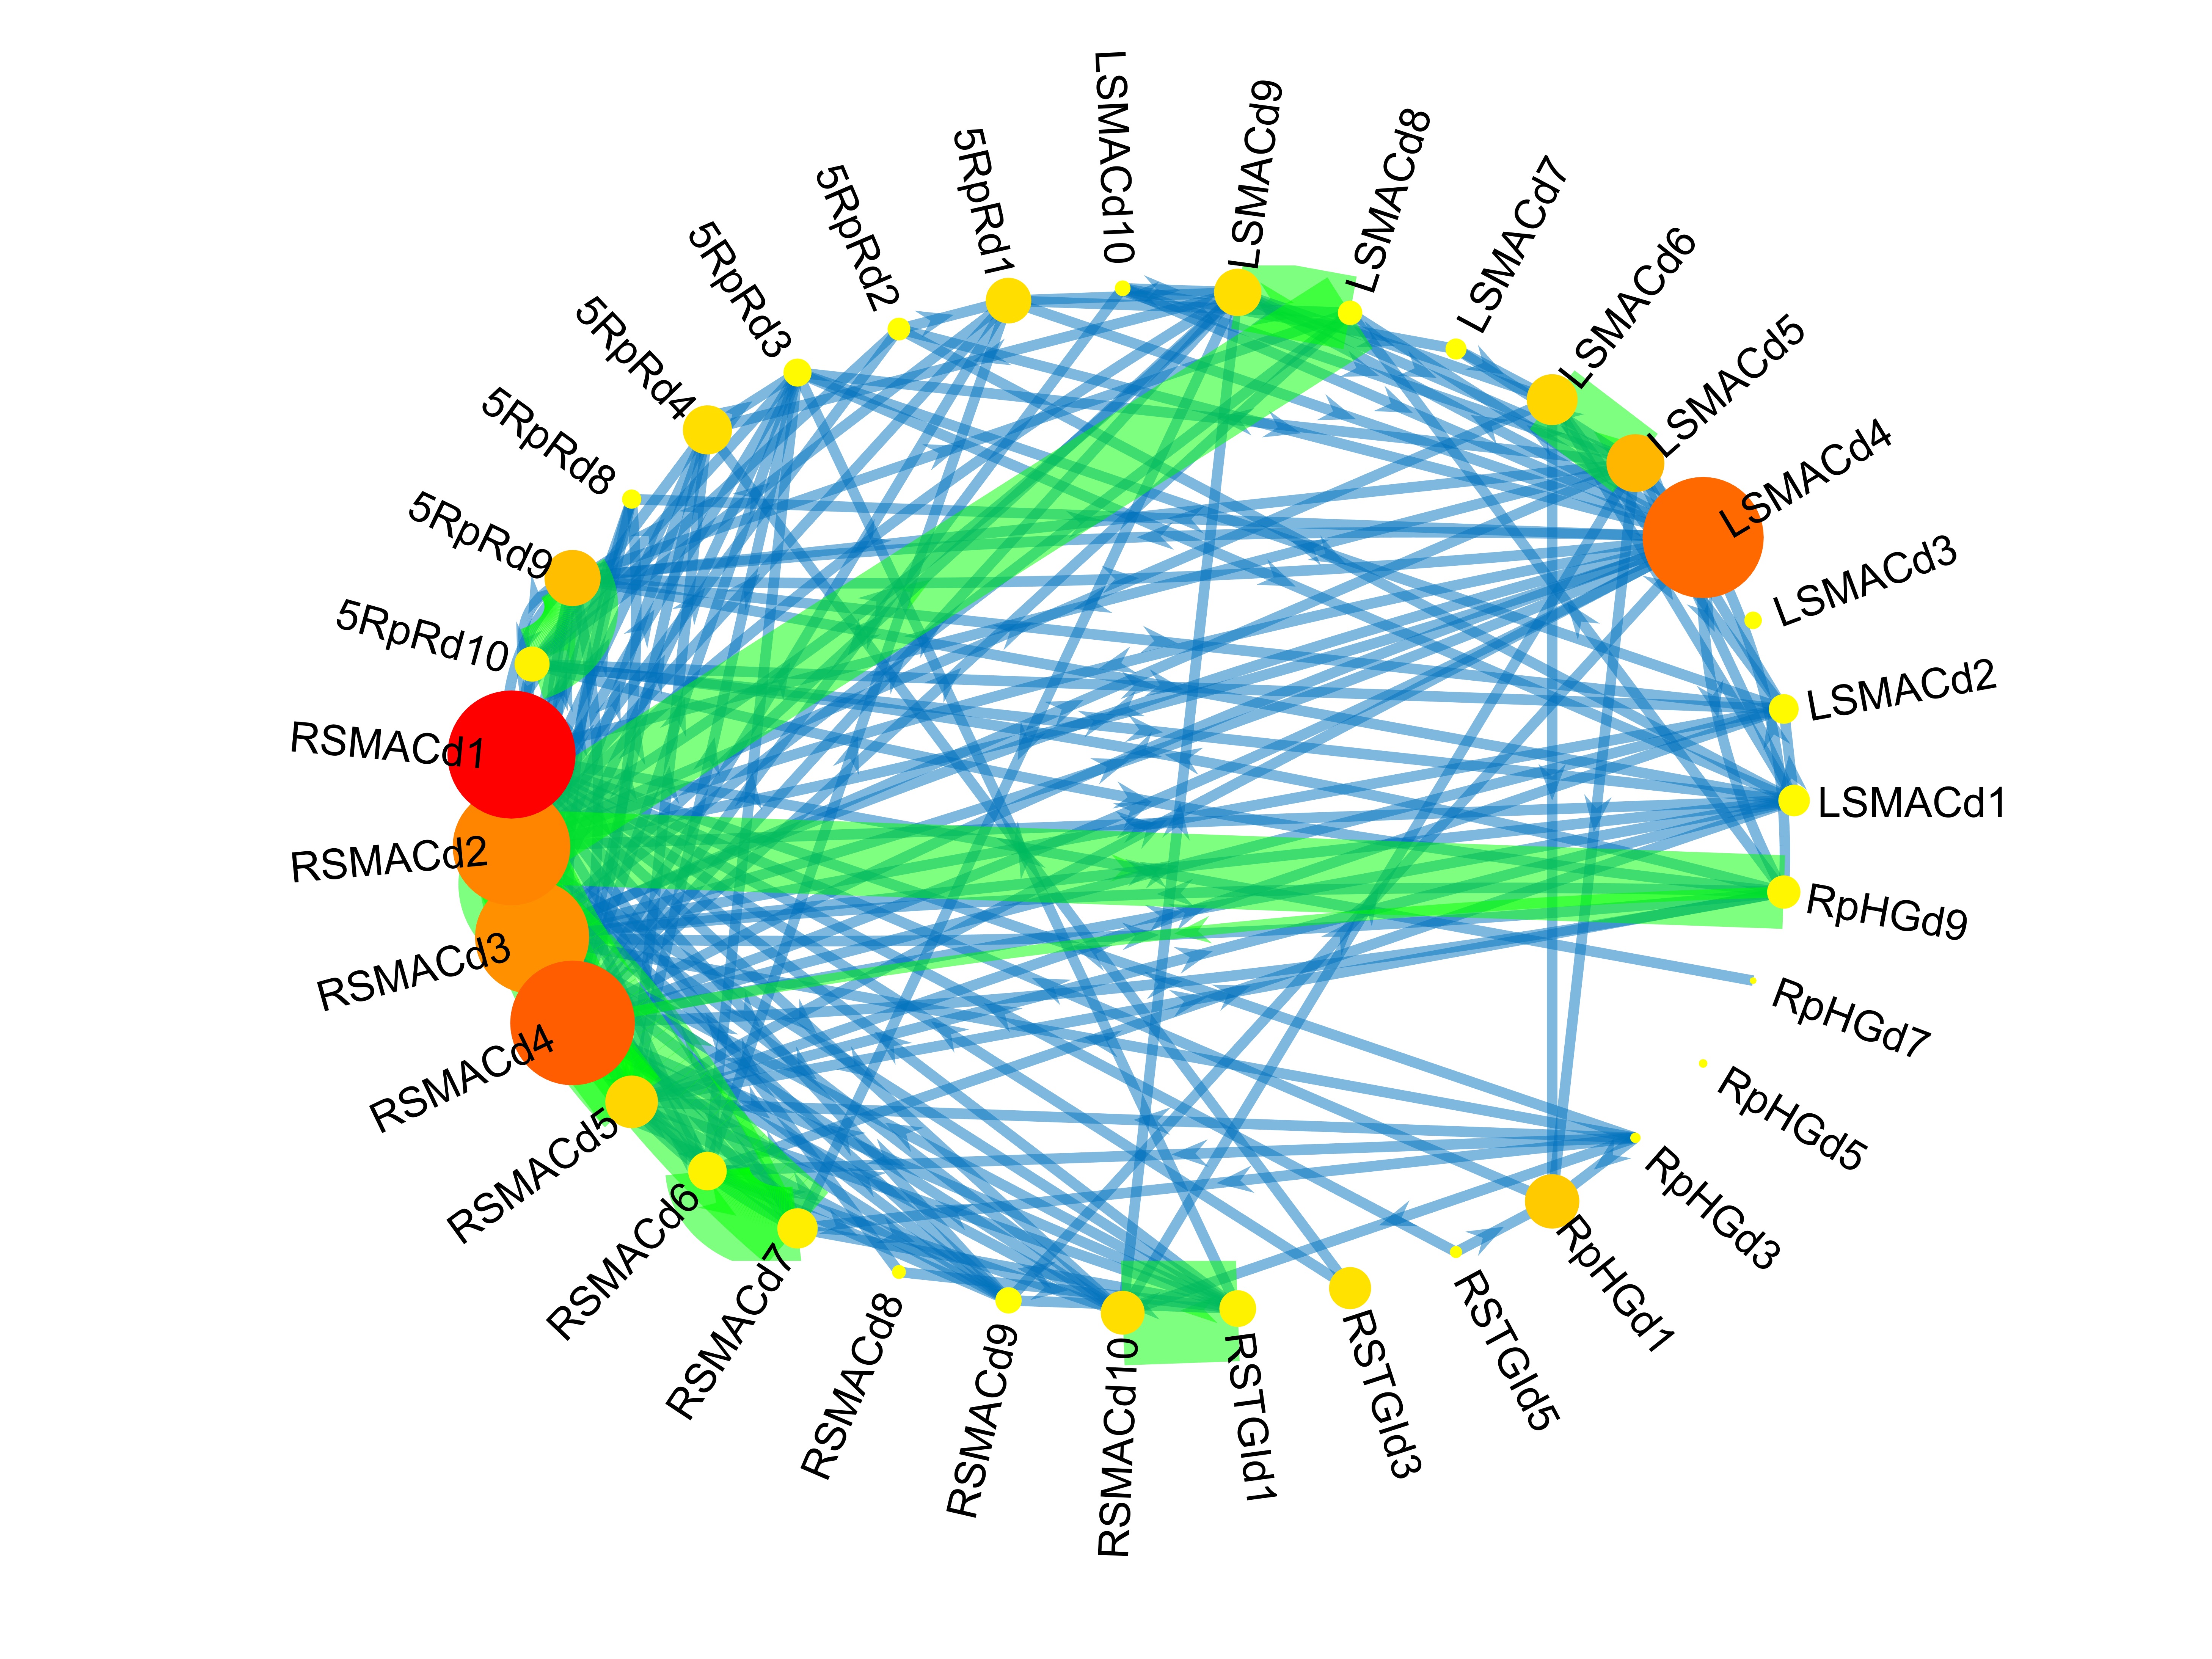 LSMACd10
LSMACd9
LSMACd8
LSMACd7
LSMACd6
LSMACd5
LSMACd4
LSMACd3
LSMACd2
LSMACd1
RpHGd9
RpHGd7
RpHGd5
RpHGd3
RpHGd1
RSTGld5
RSTGld3
RSTGld1
RSMACd10
RSMACd9
RSMACd8
RSMACd7
RSMACd6
RSMACd5
RSMACd4
RSMACd3
RSMACd2
RSMACd1
5RpRd10
5RpRd9
5RpRd8
5RpRd4
5RpRd3
5RpRd2
5RpRd1